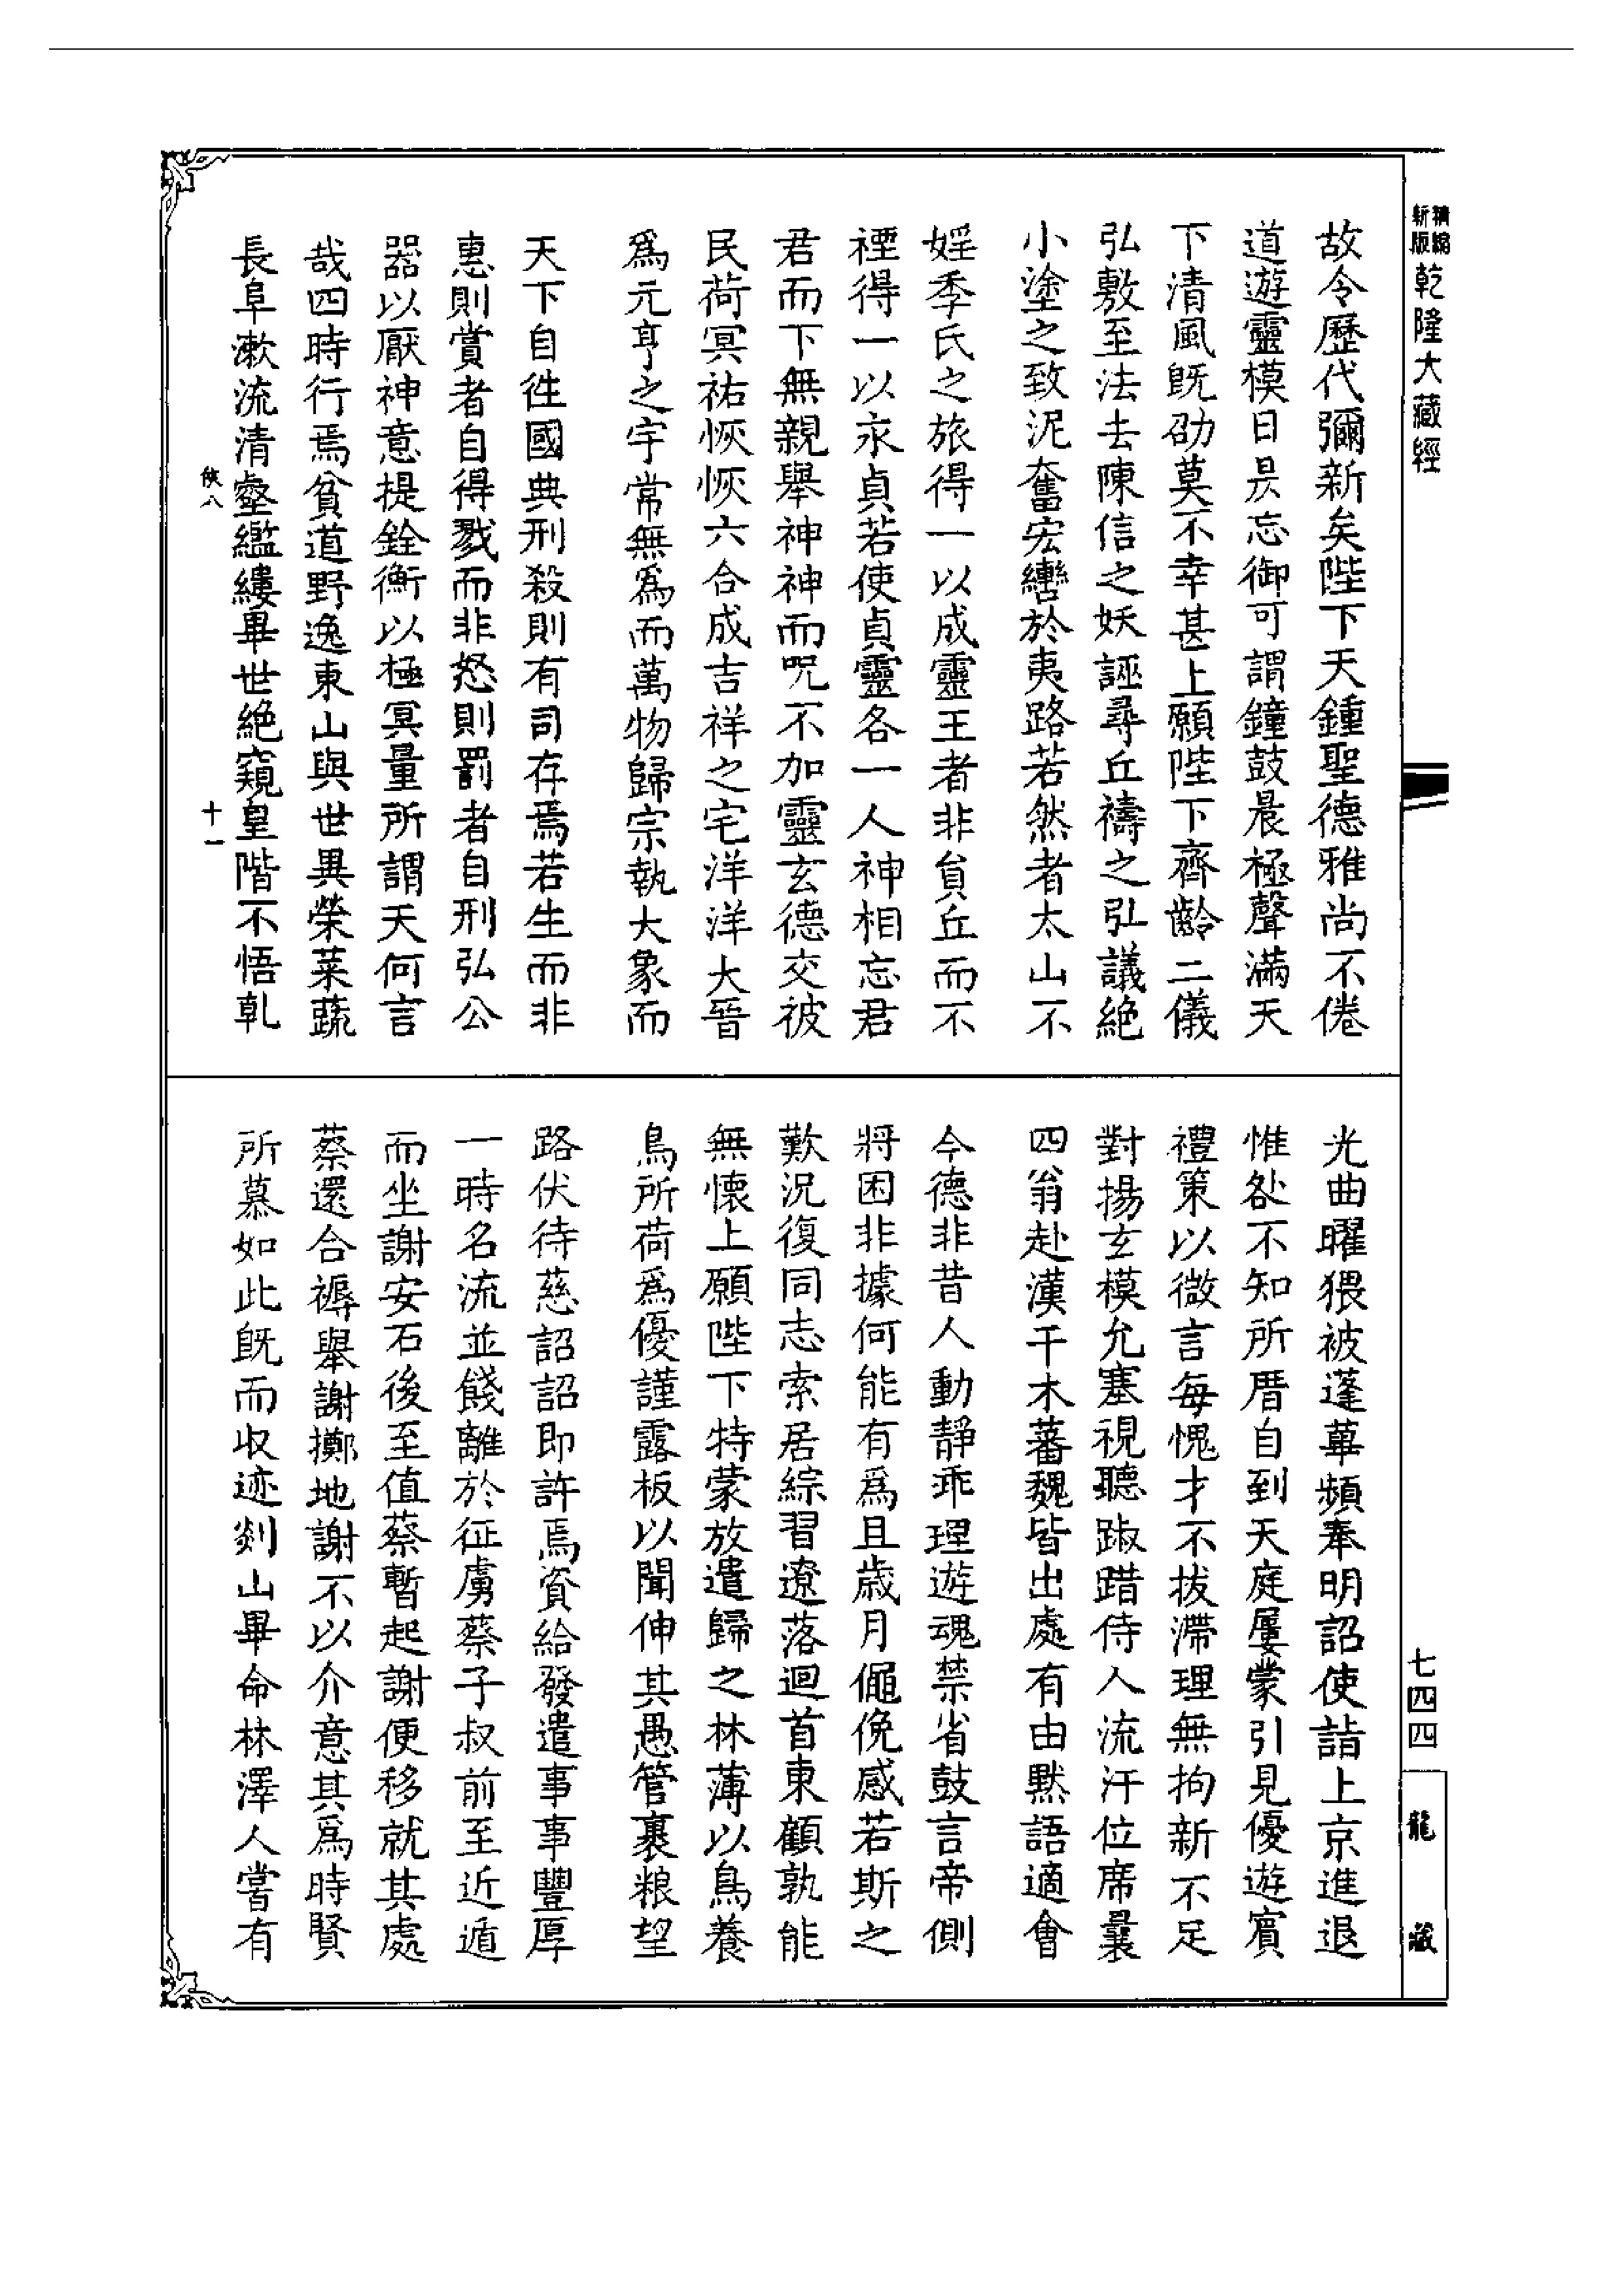 精縮
新版
乾隆大藏經
故令歷代彌新矣陛下天鍾聖德雅尚不倦
道遊靈模日昃忘御可謂鐘鼓晨極聲滿天
下清風既劭莫不幸甚上願陛下齊齡二儀
弘敷至法去陳信之妖誣尋丘禱之弘議絕
小塗之致泥奮宏轡於夷路若然者太山不
婬季氏之旅得一以成靈王者非負丘而不
禋得一以永貞若使貞靈各一人神相忘君
君而下無親舉神神而呪不加靈玄德交被
民荷冥祐恢恢六合成吉祥之宅洋洋大晉
爲元亨之宇常無爲而萬物歸宗執大象而
天下自徃國典刑殺則有司存焉若生而非
惠則賞者自得戮而非怒則罰者自刑弘公
器以厭神意提銓衡以極冥量所謂天何言
哉四時行焉貧道野逸東山與世異榮菜蔬
長阜漱流清壑繿縷畢世絕窺皇階不悟乹
俠八
十一
光曲曜猥被蓬蓽頻奉明詔使詣上京進退
惟咎不知所厝自到天庭屢蒙引見優遊賓
禮策以微言每愧才不拔滯理無拘新不足
對揚玄模允塞視聽踧踖侍人流汗位席曩
四翁赴漢干木蕃魏皆出處有由默語適會
今德非昔人動靜乖理遊魂禁省鼓言帝側
將困非據何能有爲且歲月僶俛感若斯之
歎況復同志索居綜習遼落迴首東顧孰能
無懷上願陛下特蒙放遣歸之林薄以鳥養
鳥所荷爲優謹露板以聞伸其愚管裹粮望
路伏待慈詔詔即許焉資給發遣事事豐厚
一時名流並餞離於征虜蔡子叔前至近遁
而坐謝安石後至值蔡暫起謝便移就其處
蔡還合褥舉謝擲地謝不以介意其爲時賢
所慕如此既而收迹剡山畢命林澤人嘗有
七四四
龍藏